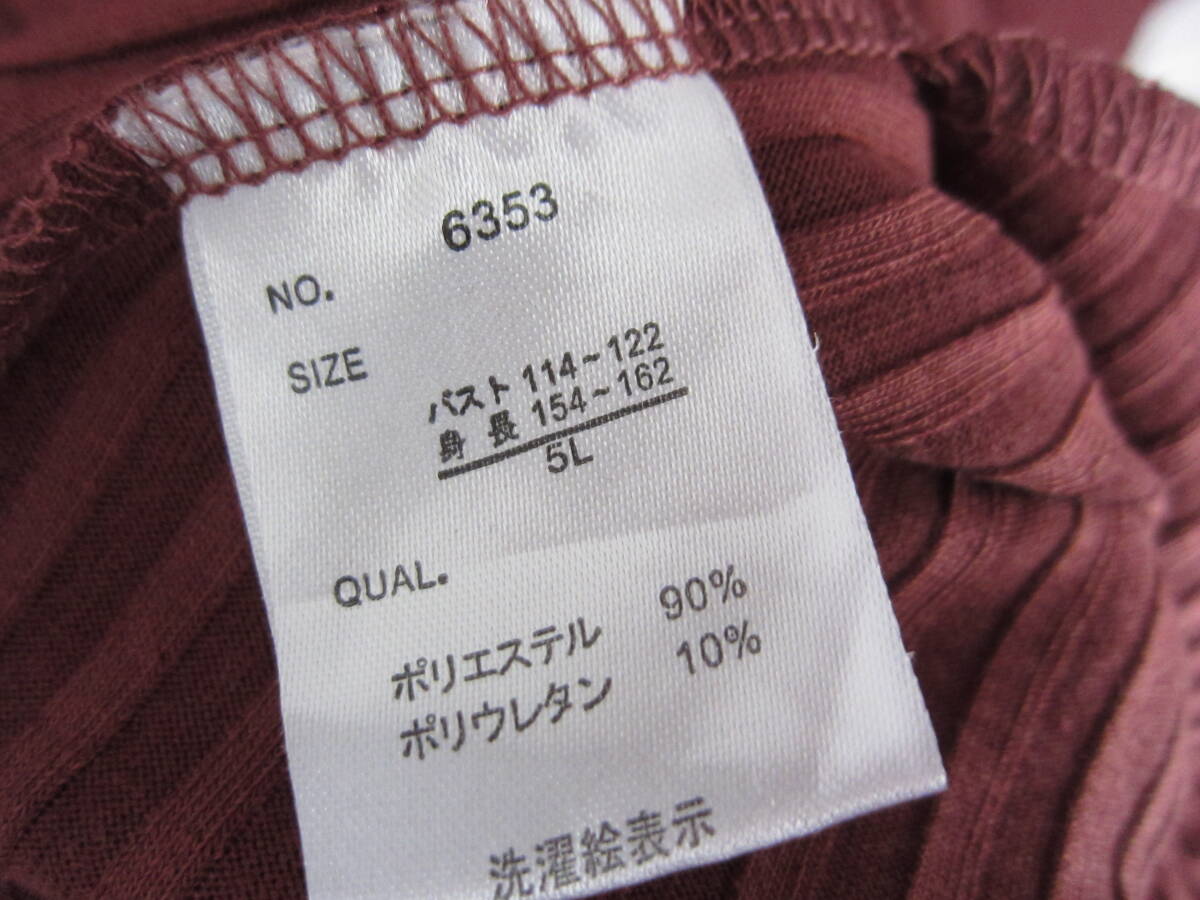 6353
NO.
SIZE
バスト 114~122
身長 154~162
5L
QUAL.
ポリエステル 90%
ポリウレタン 10%
洗濯絵表示